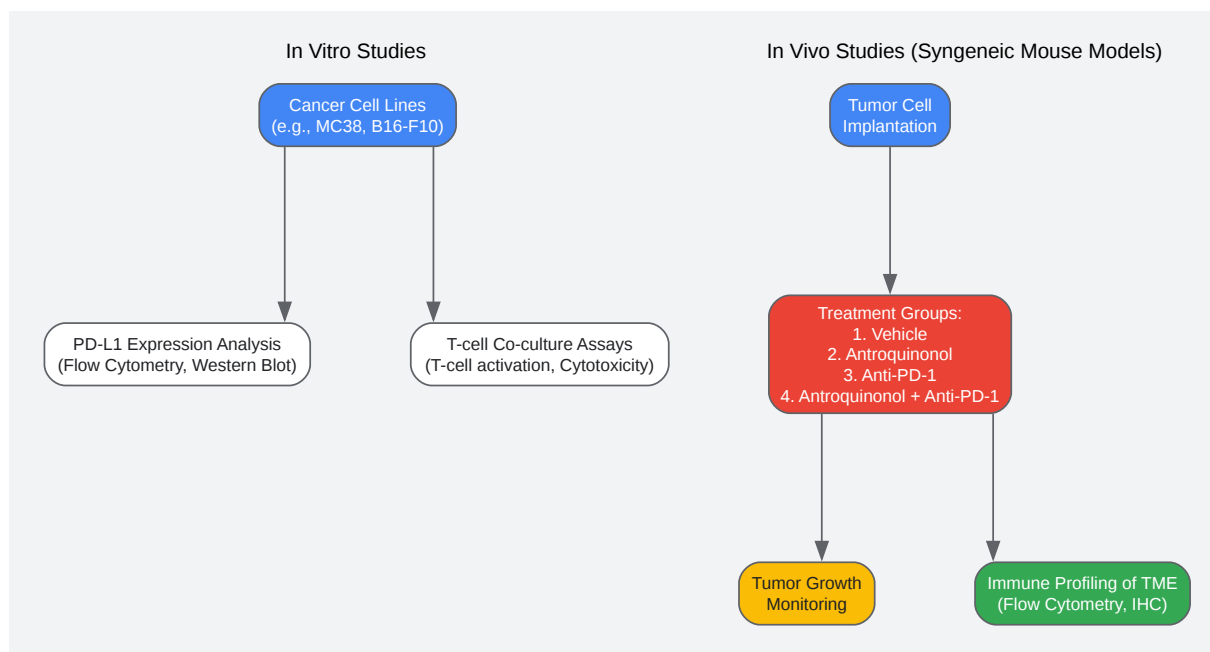 In Vitro Studies
Cancer Cell Lines
(e.g., MC38, B16-F10)
PD-L1 Expression Analysis
(Flow Cytometry, Western Blot)
T-cell Co-culture Assays
(T-cell activation, Cytotoxicity)
In Vivo Studies (Syngeneic Mouse Models)
Tumor Cell
Implantation
Treatment Groups:
1. Vehicle
2. Antroquinonol
3. Anti-PD-1
4. Antroquinonol + Anti-PD-1
Tumor Growth
Monitoring
Immune Profiling of TME
(Flow Cytometry, IHC)